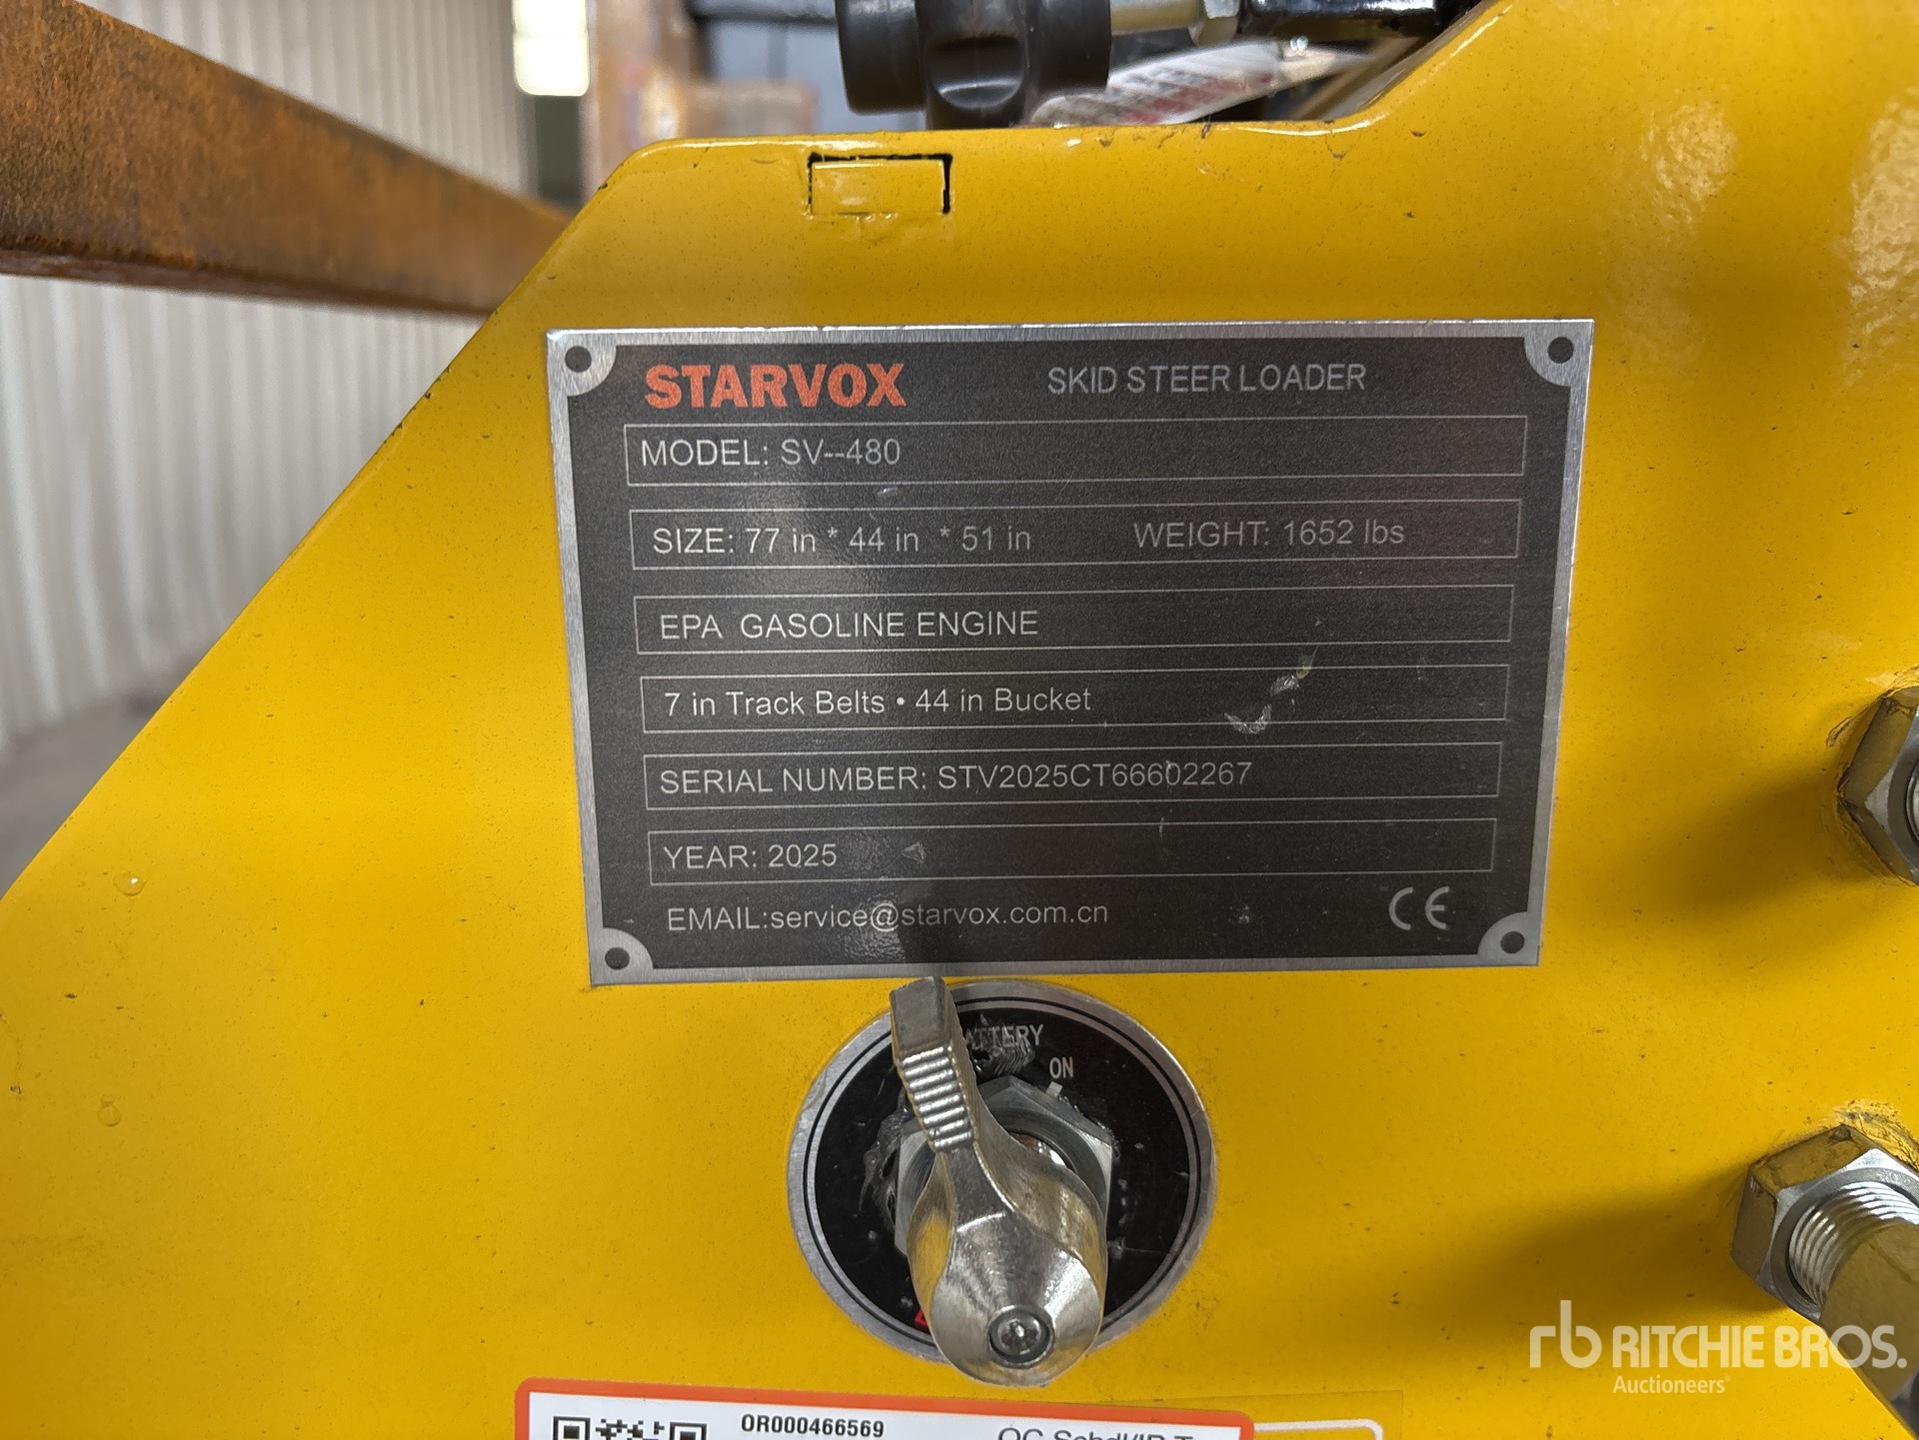 STARVOX SKID STEER LOADER
MODEL: SV--480
SIZE: 77 in * 44 in * 51 in WEIGHT: 1652 lbs
EPA GASOLINE ENGINE
7 in Track Belts • 44 in Bucket
SERIAL NUMBER: STV2025CT66602267
YEAR: 2025
EMAIL:service@starvox.com.cn CE
ON
rb RITCHIE BROS.
Auctioneers
OR000466569